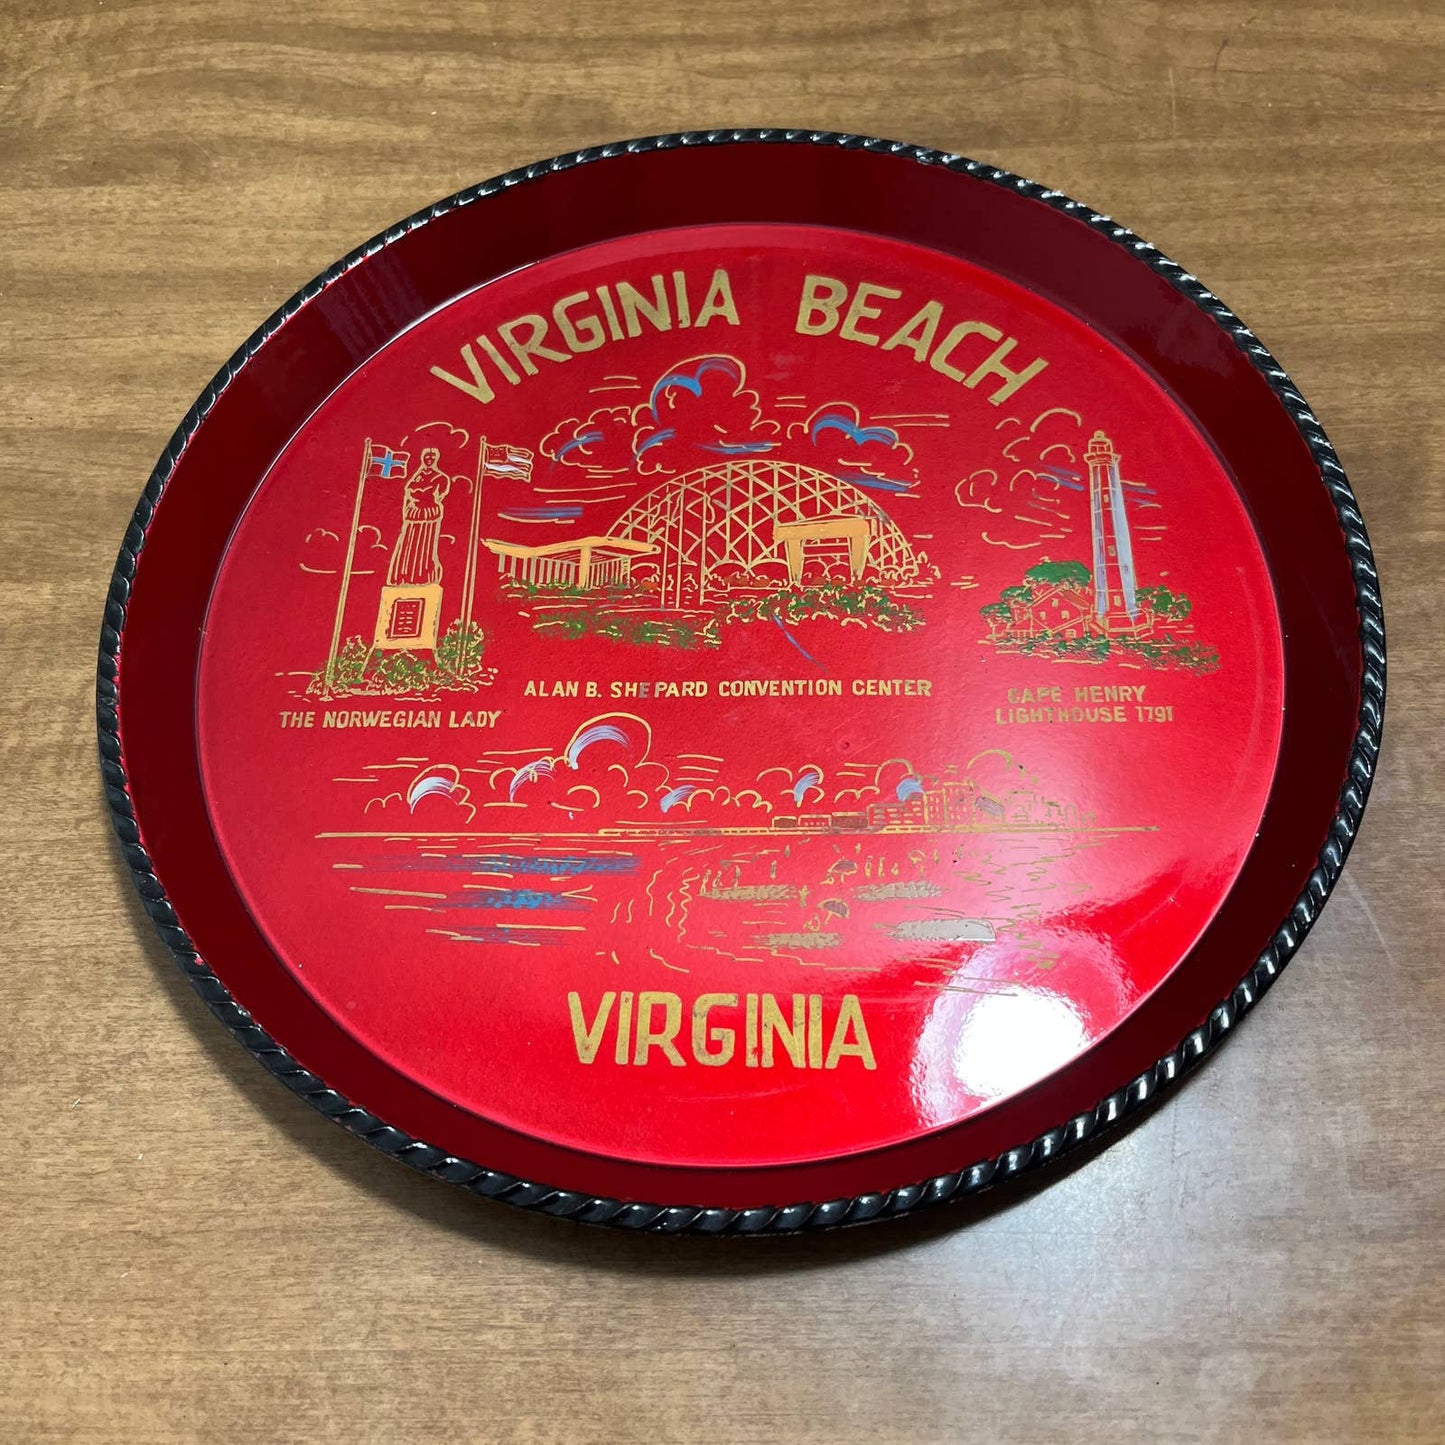 VIRGINIA BEACH
THE NORWEGIAN LADY
ALAN B. SHEPARD CONVENTION CENTER
CAPE HENRY
LIGHTHOUSE 1791
VIRGINIA